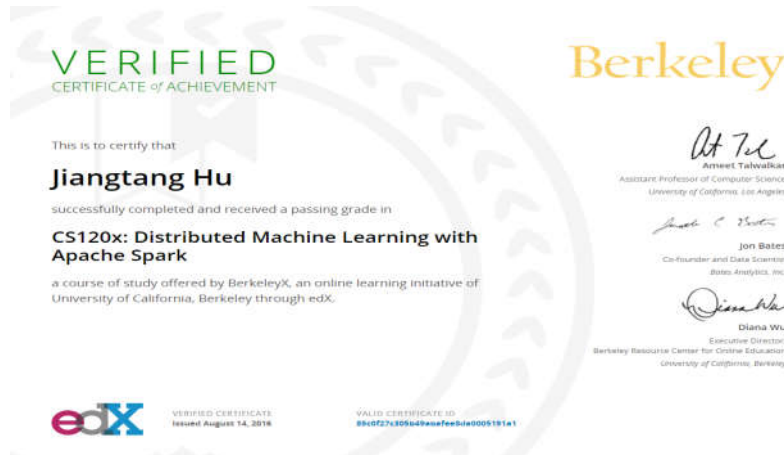 VERIFIED
CERTIFICATE of ACHIEVEMENT
Berkeley
This is to certify that
Jiangtang Hu
successfully completed and received a passing grade in
CS120x: Distributed Machine Learning with
Apache Spark
a course of study offered by BerkeleyX, an online learning initiative of
University of California, Berkeley through edX.
Ameet Talwalkar
Assistant Professor of Computer Science
University of California, Los Angeles
Jon Bates
Co-founder and Data Scientist
Bates Analytics, Inc
Diana Wu
Executive Director
Berkeley Resource Center for Online Education
University of California, Berkeley
edX
VERIFIED CERTIFICATE
Issued August 14, 2016
VALID CERTIFICATE ID